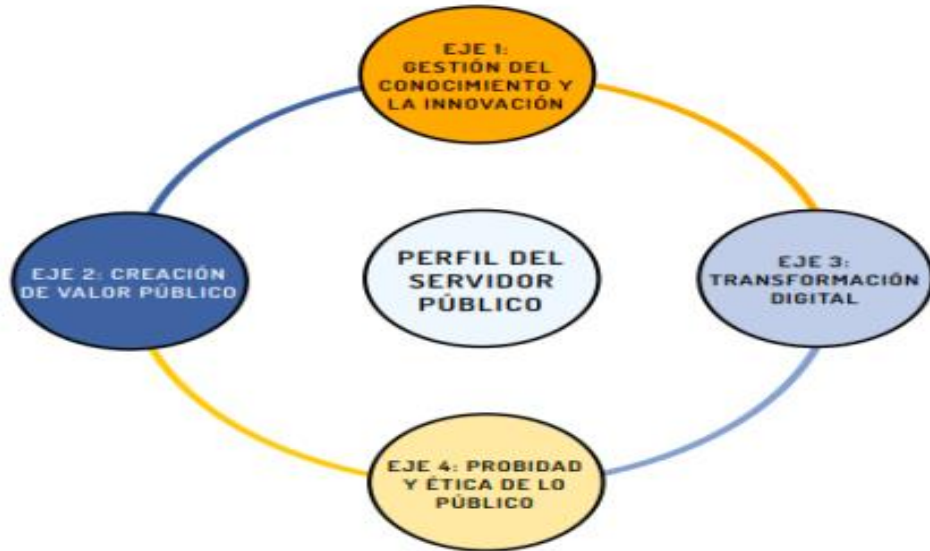 EJE 1:
GESTIÓN DEL
CONOCIMIENTO Y
LA INNOVACIÓN
EJE 2: CREACIÓN
DE VALOR PÚBLICO
PERFIL DEL
SERVIDOR
PÚBLICO
EJE 3:
TRANSFORMACIÓN
DIGITAL
EJE 4: PROBIDAD
Y ÉTICA DE LO
PÚBLICO